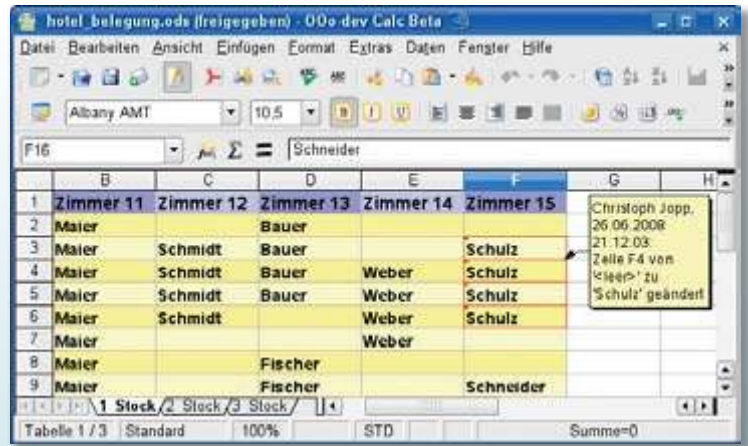 hotel_belegung.ods (freigegeben) - OOo-dev Calc Beta
Datei Bearbeiten Ansicht Einfügen Format Extras Daten Fenster Hilfe
Albany AMT 10,5
F16 Σ = Schneider
B C D E F G H
1 Zimmer 11 Zimmer 12 Zimmer 13 Zimmer 14 Zimmer 15
2 Maier Bauer
3 Maier Schmidt Bauer Schulz
4 Maier Schmidt Bauer Weber Schulz
5 Maier Schmidt Bauer Weber Schulz
6 Maier Schmidt Weber Schulz
7 Maier Weber
8 Maier Fischer
9 Maier Fischer Schneider
Christoph Jopp,
26.06.2008
21:12:03:
Zelle F4 von
'<leer>' zu
'Schulz' geändert
1 Stock 2 Stock 3 Stock
Tabelle 1 / 3 Standard 100% STD Summe=0